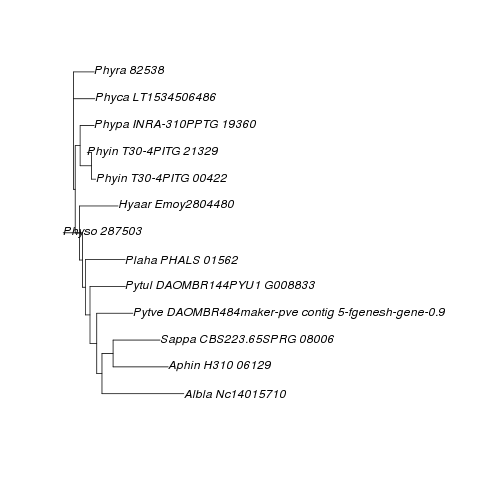 Phyra 82538
Phyca LT1534506486
Phypa INRA-310PPTG 19360
Phyin T30-4PITG 21329
Phyin T30-4PITG 00422
Hyaar Emoy2804480
Physo 287503
Plaha PHALS 01562
Pytul DAOMBR144PYU1 G008833
Pytve DAOMBR484maker-pve contig 5-fgenesh-gene-0.9
Sappa CBS223.65SPRG 08006
Aphin H310 06129
Albla Nc14015710